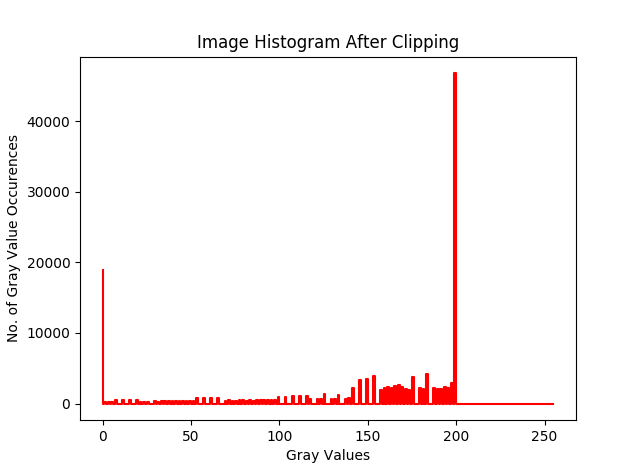 Image Histogram After Clipping
No. of Gray Value Occurences
40000
30000
20000
10000
0
0 50 100 150 200 250
Gray Values